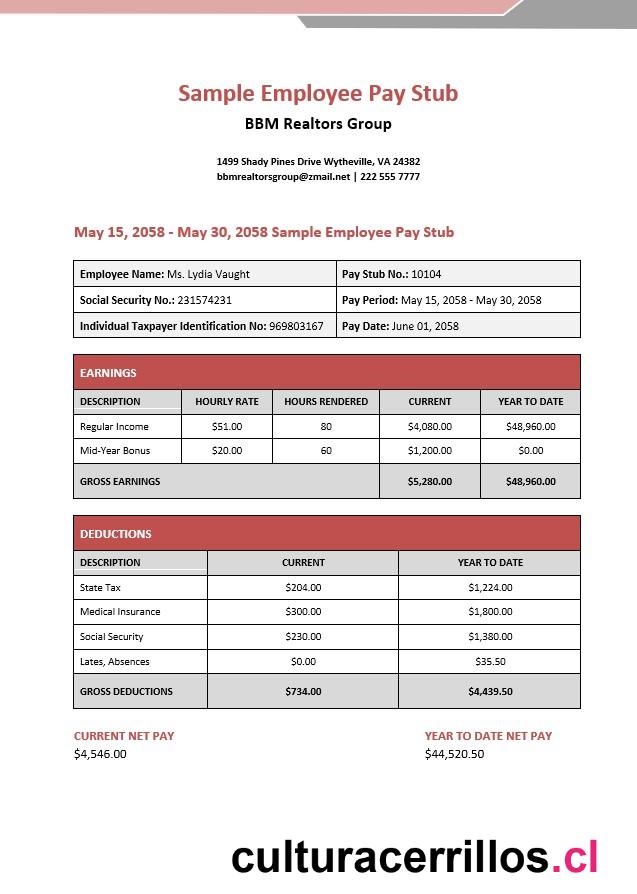 Sample Employee Pay Stub
BBM Realtors Group
1499 Shady Pines Drive Wytheville, VA 24382
bbmrealtorsgroup@zmail.net | 222 555 7777
May 15, 2058 - May 30, 2058 Sample Employee Pay Stub
Employee Name: Ms. Lydia Vaught Pay Stub No.: 10104
Social Security No.: 231574231 Pay Period: May 15, 2058 - May 30, 2058
Individual Taxpayer Identification No: 969803167 Pay Date: June 01, 2058
EARNINGS
DESCRIPTION HOURLY RATE HOURS RENDERED CURRENT YEAR TO DATE
Regular Income $51.00 80 $4,080.00 $48,960.00
Mid-Year Bonus $20.00 60 $1,200.00 $0.00
GROSS EARNINGS $5,280.00 $48,960.00
DEDUCTIONS
DESCRIPTION CURRENT YEAR TO DATE
State Tax $204.00 $1,224.00
Medical Insurance $300.00 $1,800.00
Social Security $230.00 $1,380.00
Lates, Absences $0.00 $35.50
GROSS DEDUCTIONS $734.00 $4,439.50
CURRENT NET PAY YEAR TO DATE NET PAY
$4,546.00 $44,520.50
culturacerrillos.cl